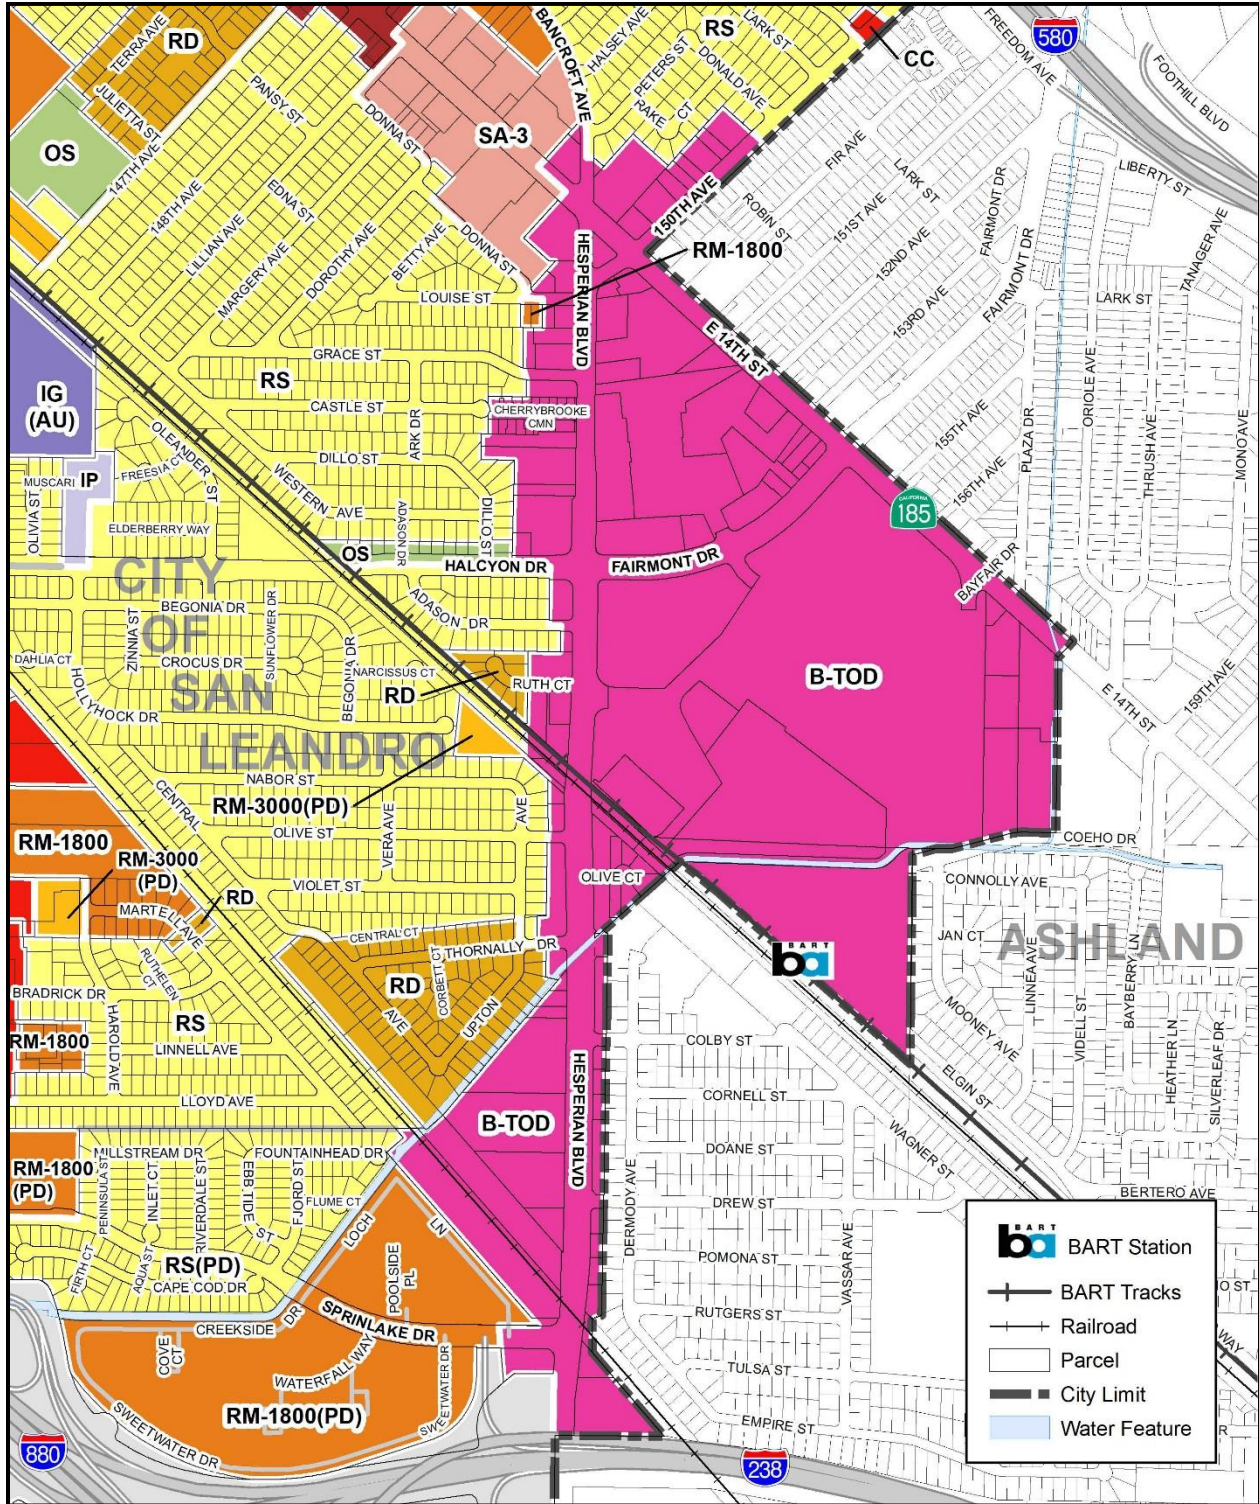 580
FREEDOM AVE
FOOTHILL BLVD
CC
LARK ST
RS
HALSEY AVE
PETERS ST
DONALD AVE
RAKE CT
BANCROFT AVE
RD
TERRA AVE
JULIETTA ST
PANSY ST
OS
147TH AVE
DONNA ST
SA-3
148TH AVE
EDNA ST
LILLIAN AVE
MARGERY AVE
DOROTHY AVE
BETTY AVE
DONNA ST
150TH AVE
ROBIN ST
FIR AVE
LARK ST
151ST AVE
152ND AVE
FAIRMONT DR
LIBERTY ST
TANAGER AVE
FAIRMONT DR
153RD AVE
LARK ST
RM-1800
HESPERIAN BLVD
LOUISE ST
E 14TH ST
GRACE ST
RS
CASTLE ST
ARK DR
CHERRYBROOKE
CMN
ORIOLE AVE
THRUSH AVE
MONO AVE
PLAZA DR
155TH AVE
156TH AVE
IG
(AU)
OLEANDER ST
FREESIA CT
MUSCARI
IP
OLIVIA ST
ELDERBERRY WAY
WESTERN AVE
DILLO ST
ADASON DR
DILLO ST
CALIFORNIA
185
OS
HALCYON DR
FAIRMONT DR
BAYFAIR DR
CITY
OF
SAN
LEANDRO
BEGONIA DR
ZINNIA ST
SUNFLOWER DR
CROCUS DR
DAHLIA CT
HOLLYHOCK DR
BEGONIA DR
NARCISSUS CT
ADASON DR
RD
RUTH CT
B-TOD
E 14TH ST
159TH AVE
NABOR ST
RM-3000(PD)
CENTRAL
OLIVE ST
VERA AVE
AVE
VIOLET ST
RM-1800
RM-3000
(PD)
MARTELL AVE
RD
RUTHELEN
CT
OLIVE CT
COEHO DR
CONNOLLY AVE
JAN CT
ASHLAND
LINNEA AVE
BAYBERRY LN
MOONEY AVE
VIDELL ST
HEATHER LN
SILVERLEAF DR
ELGIN ST
BART
ba
CENTRAL CT
THORNALLY DR
CORBETT CT
RD
AVE
UPTON
BRADRICK DR
HAROLD AVE
RS
RM-1800
LINNELL AVE
LLOYD AVE
COLBY ST
CORNELL ST
DOANE ST
WAGNER ST
BERTERO AVE
DREW ST
DERMODY AVE
POMONA ST
VASSAR AVE
RUTGERS ST
TULSA ST
EMPIRE ST
HESPERIAN BLVD
B-TOD
RM-1800
(PD)
MILLSTREAM DR
FOUNTAINHEAD DR
PENINSULA ST
INLET CT
RIVERDALE ST
EBB TIDE ST
FJORD ST
FLUME CT
FIRTH CT
AQUA ST
RS(PD)
CAPE COD DR
LOCH
LN
POOLSIDE
PL
SPRINLAKE DR
CREEKSIDE DR
COVE
CT
WATERFALL WAY
SWEETWATER DR
RM-1800(PD)
SWEETWATER DR
880
238
BART
ba
BART Station
BART Tracks
Railroad
Parcel
City Limit
Water Feature
WAY